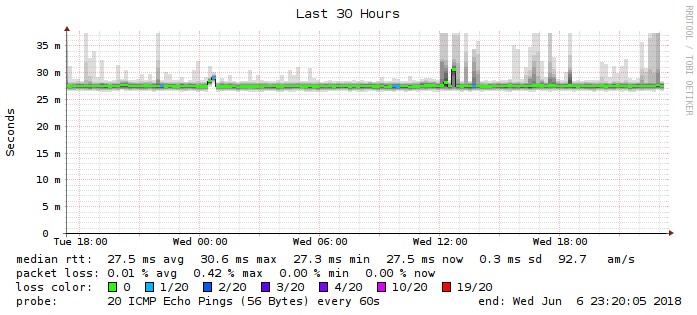 Last 30 Hours
RRDTOOL / TOBI OETIKER
Seconds
35 m
30 m
25 m
20 m
15 m
10 m
5 m
0
Tue 18:00 Wed 00:00 Wed 06:00 Wed 12:00 Wed 18:00
median rtt: 27.5 ms avg 30.6 ms max 27.3 ms min 27.5 ms now 0.3 ms sd 92.7 am/s
packet loss: 0.01 % avg 0.42 % max 0.00 % min 0.00 % now
loss color: 0 1/20 2/20 3/20 4/20 10/20 19/20
probe: 20 ICMP Echo Pings (56 Bytes) every 60s end: Wed Jun 6 23:20:05 2018